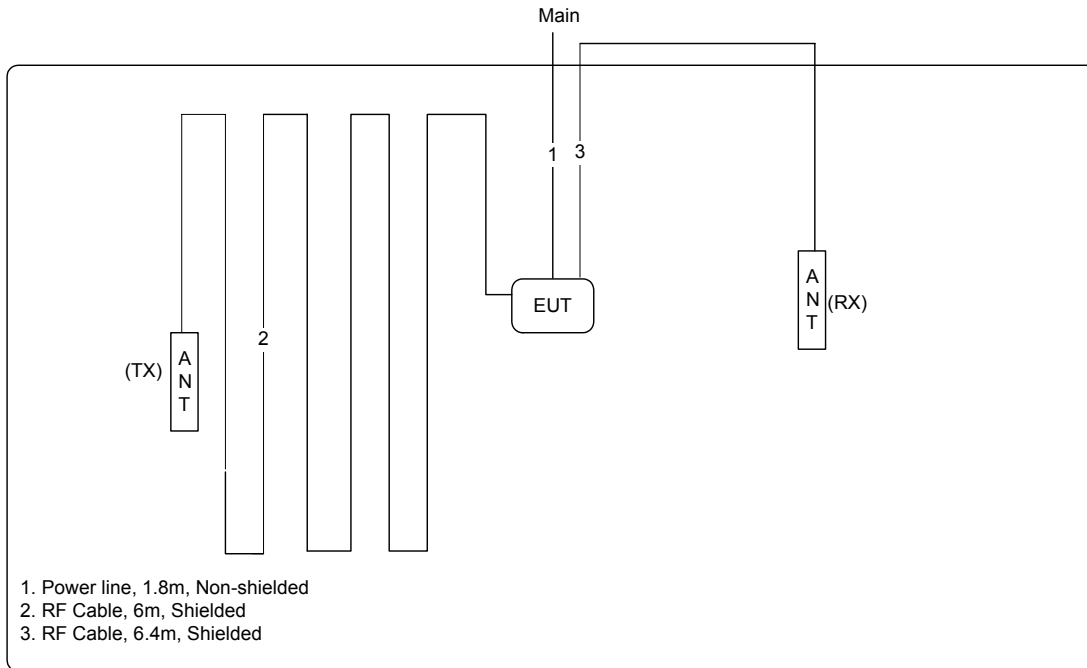 Main
1
3
2
EUT
(TX)
A
N
T
A
N
T
(RX)
1. Power line, 1.8m, Non-shielded
2. RF Cable, 6m, Shielded
3. RF Cable, 6.4m, Shielded